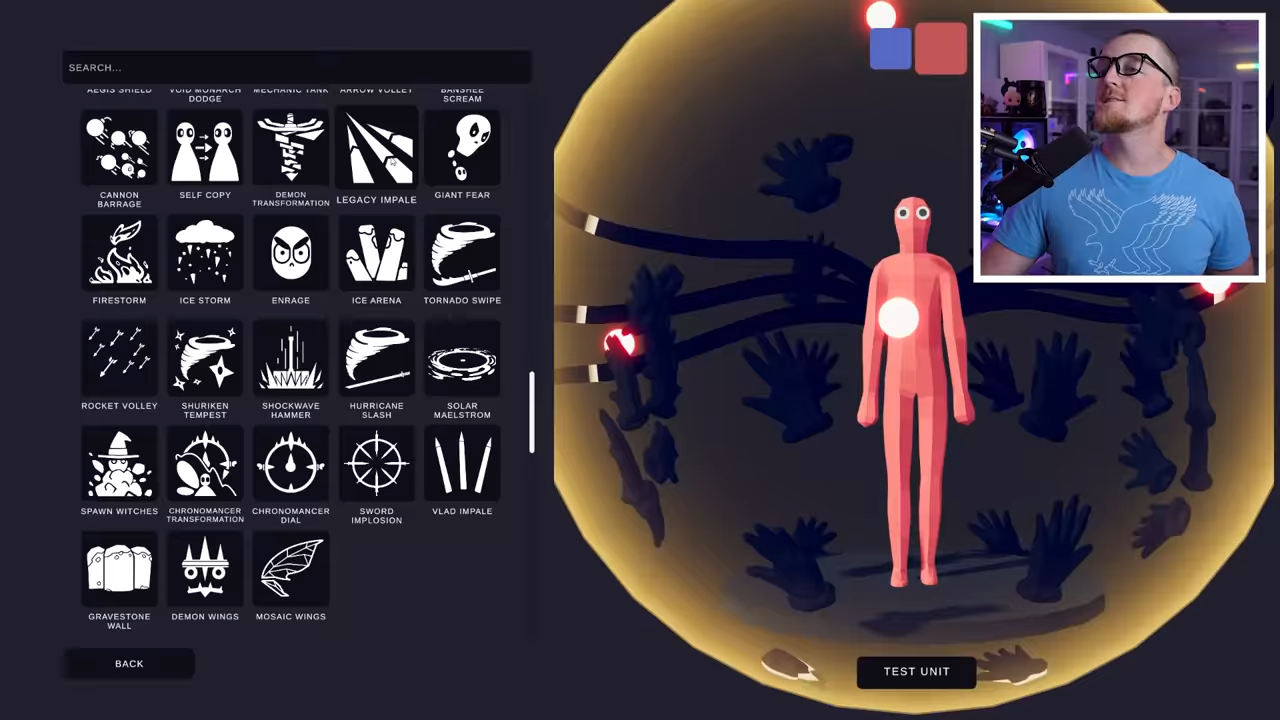 SEARCH...
AEGIS SHIELD
VOID MONARCH
DODGE
MECHANIC TANK
ARROW VOLLEY
BANSHEE
SCREAM
CANNON
BARRAGE
SELF COPY
DEMON
TRANSFORMATION
LEGACY IMPALE
GIANT FEAR
FIRESTORM
ICE STORM
ENRAGE
ICE ARENA
TORNADO SWIPE
ROCKET VOLLEY
SHURIKEN
TEMPEST
SHOCKWAVE
HAMMER
HURRICANE
SLASH
SOLAR
MAELSTROM
SPAWN WITCHES
CHRONOMANCER
TRANSFORMATION
CHRONOMANCER
DIAL
SWORD
IMPLOSION
VLAD IMPALE
GRAVESTONE
WALL
DEMON WINGS
MOSAIC WINGS
BACK
TEST UNIT